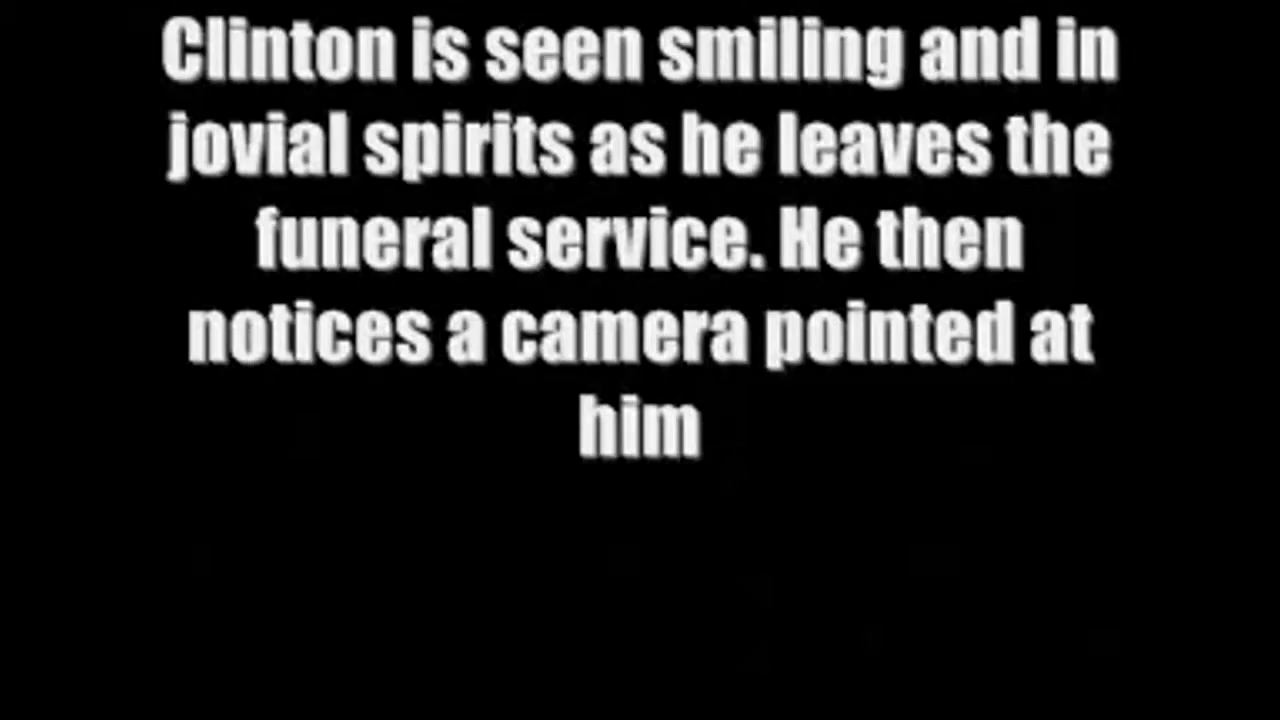 Clinton is seen smiling and in
jovial spirits as he leaves the
funeral service. He then
notices a camera pointed at
him